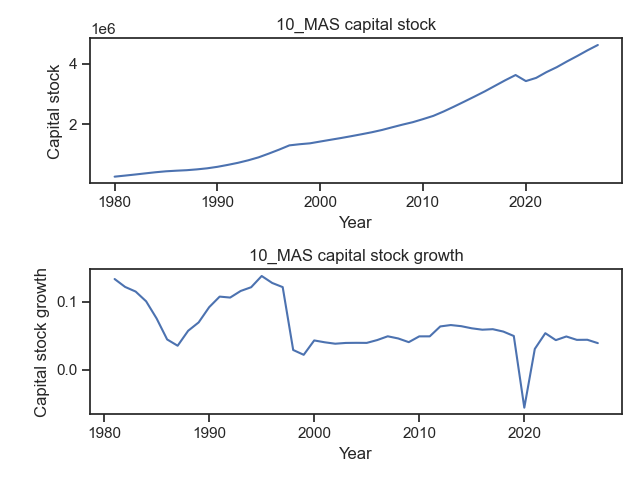 10_MAS capital stock
1e6
4
2
Capital stock
1980 1990 2000 2010 2020
Year
10_MAS capital stock growth
0.1
0.0
Capital stock growth
1980 1990 2000 2010 2020
Year